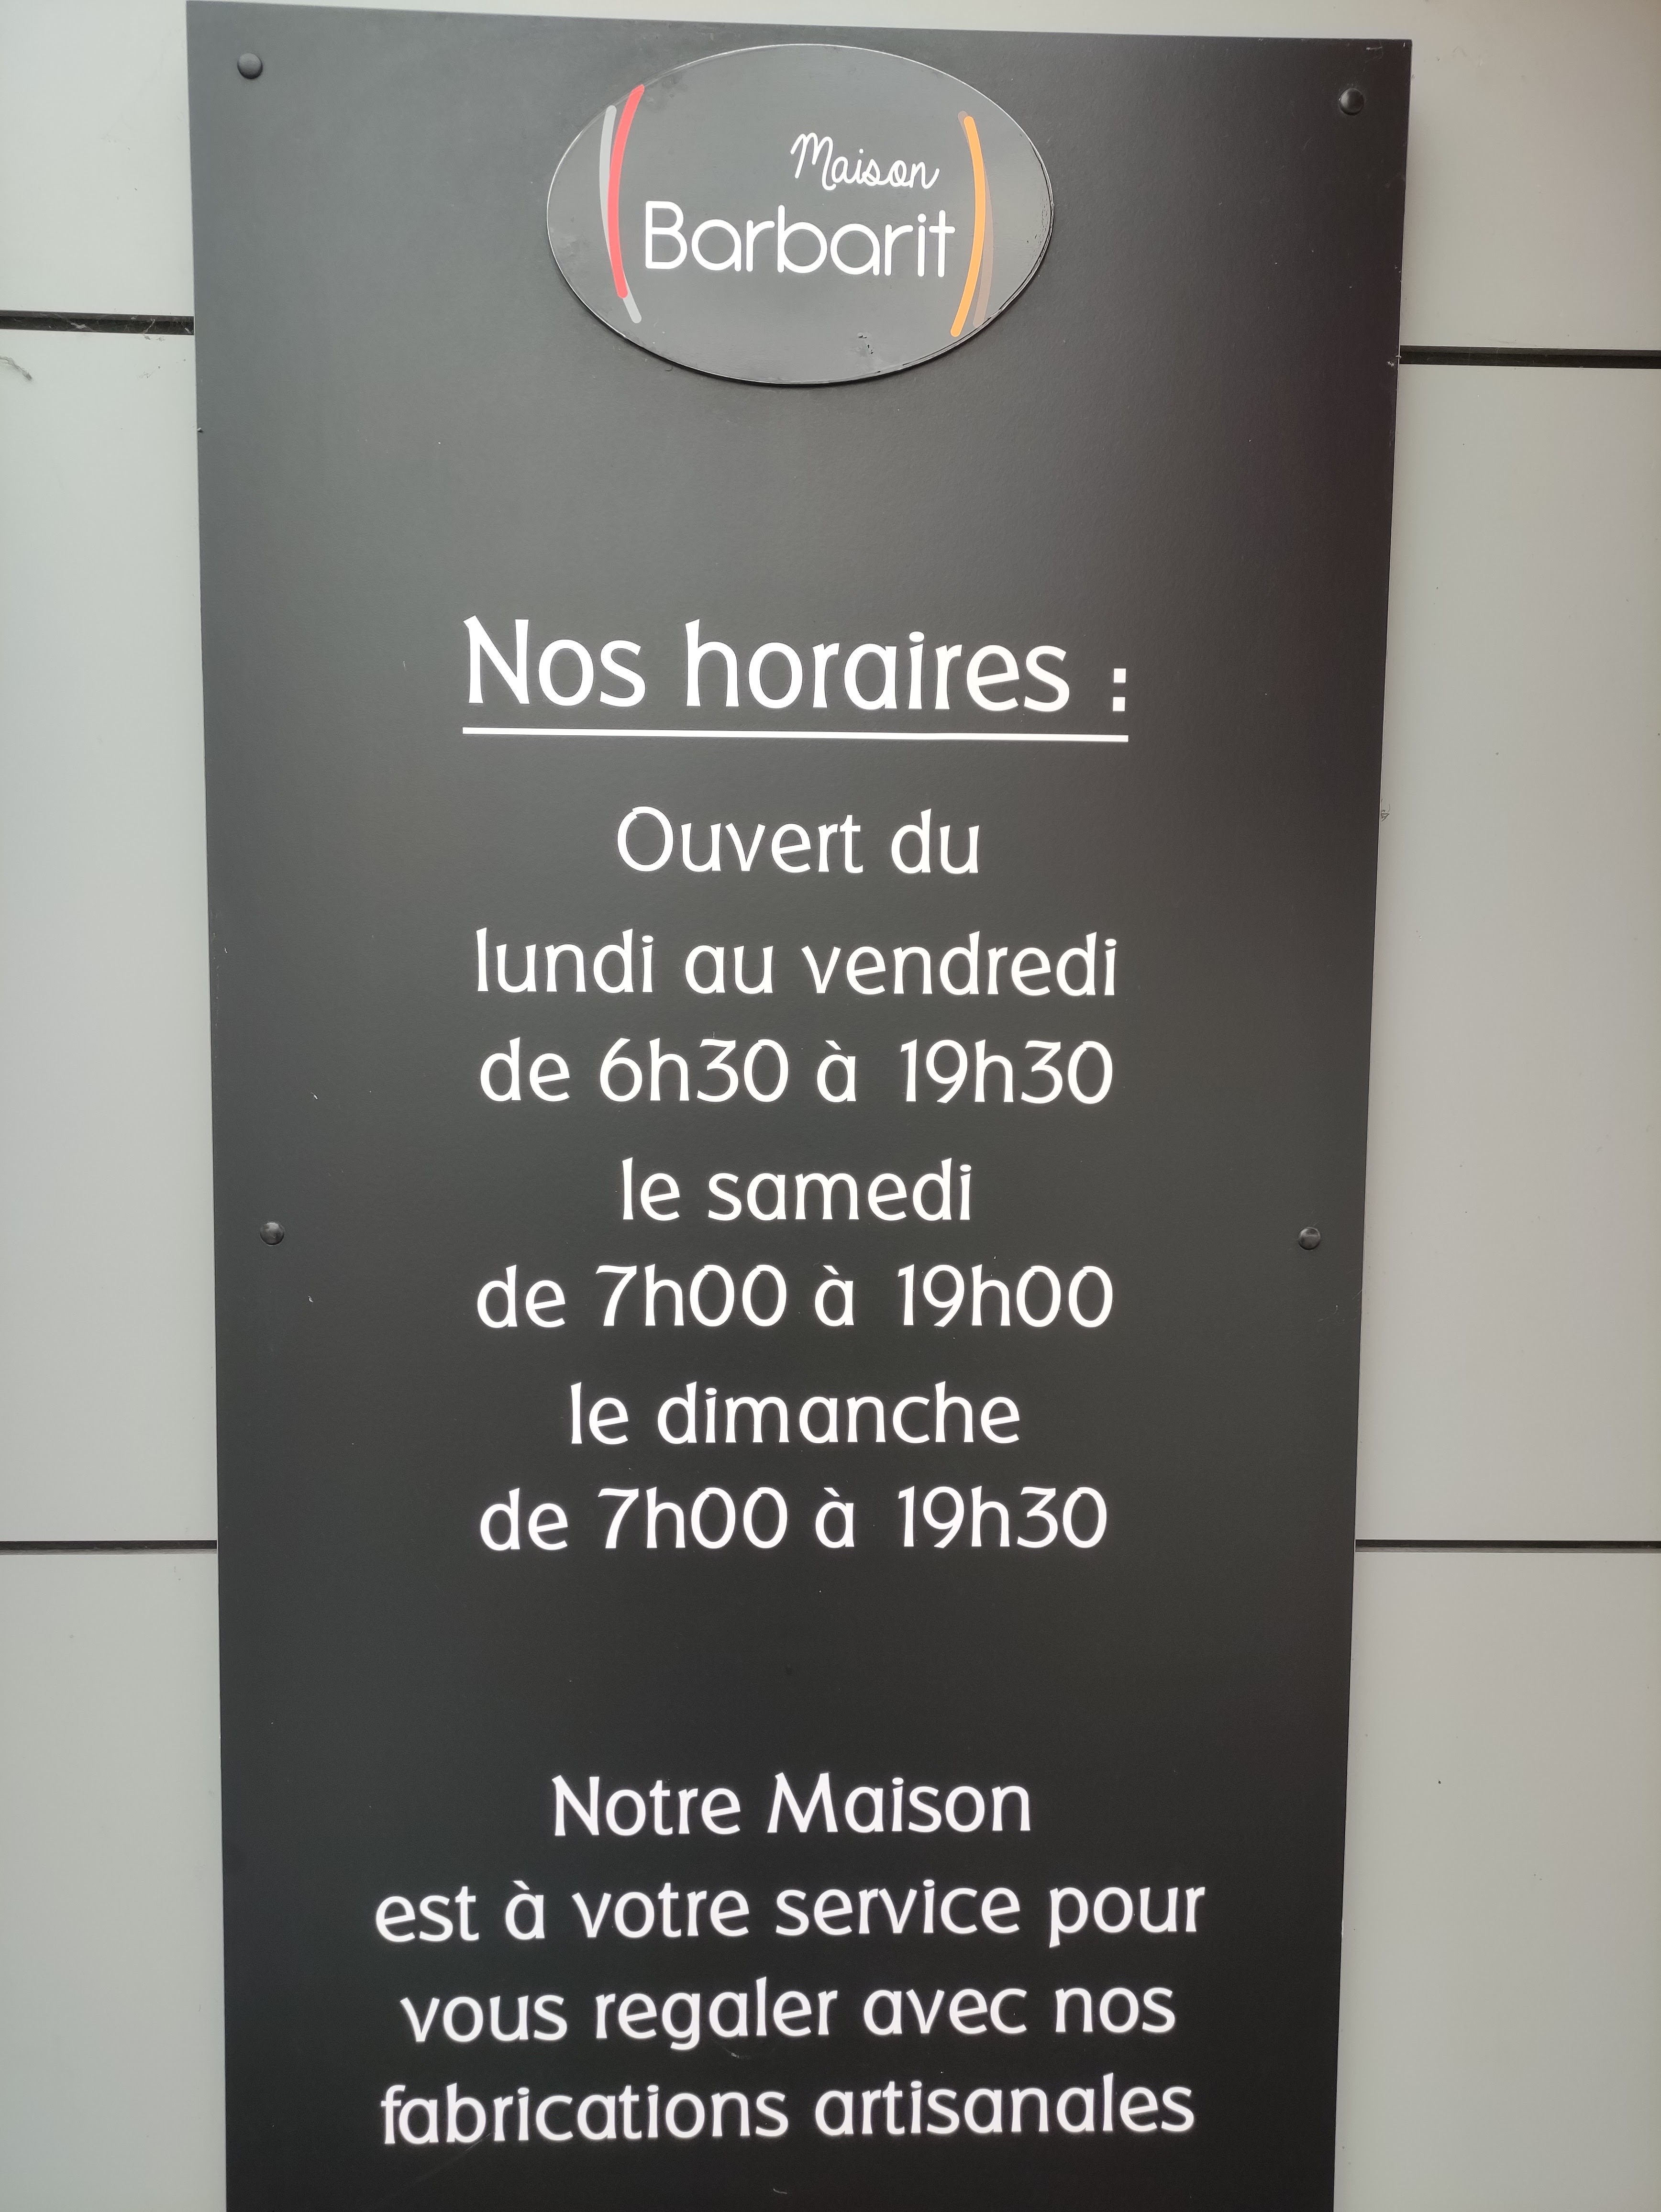 Maison
Barbarit
Nos horaires :
Ouvert du
lundi au vendredi
de 6h30 à 19h30
le samedi
de 7h00 à 19h00
le dimanche
de 7h00 à 19h30
Notre Maison
est à votre service pour
vous regaler avec nos
fabrications artisanales